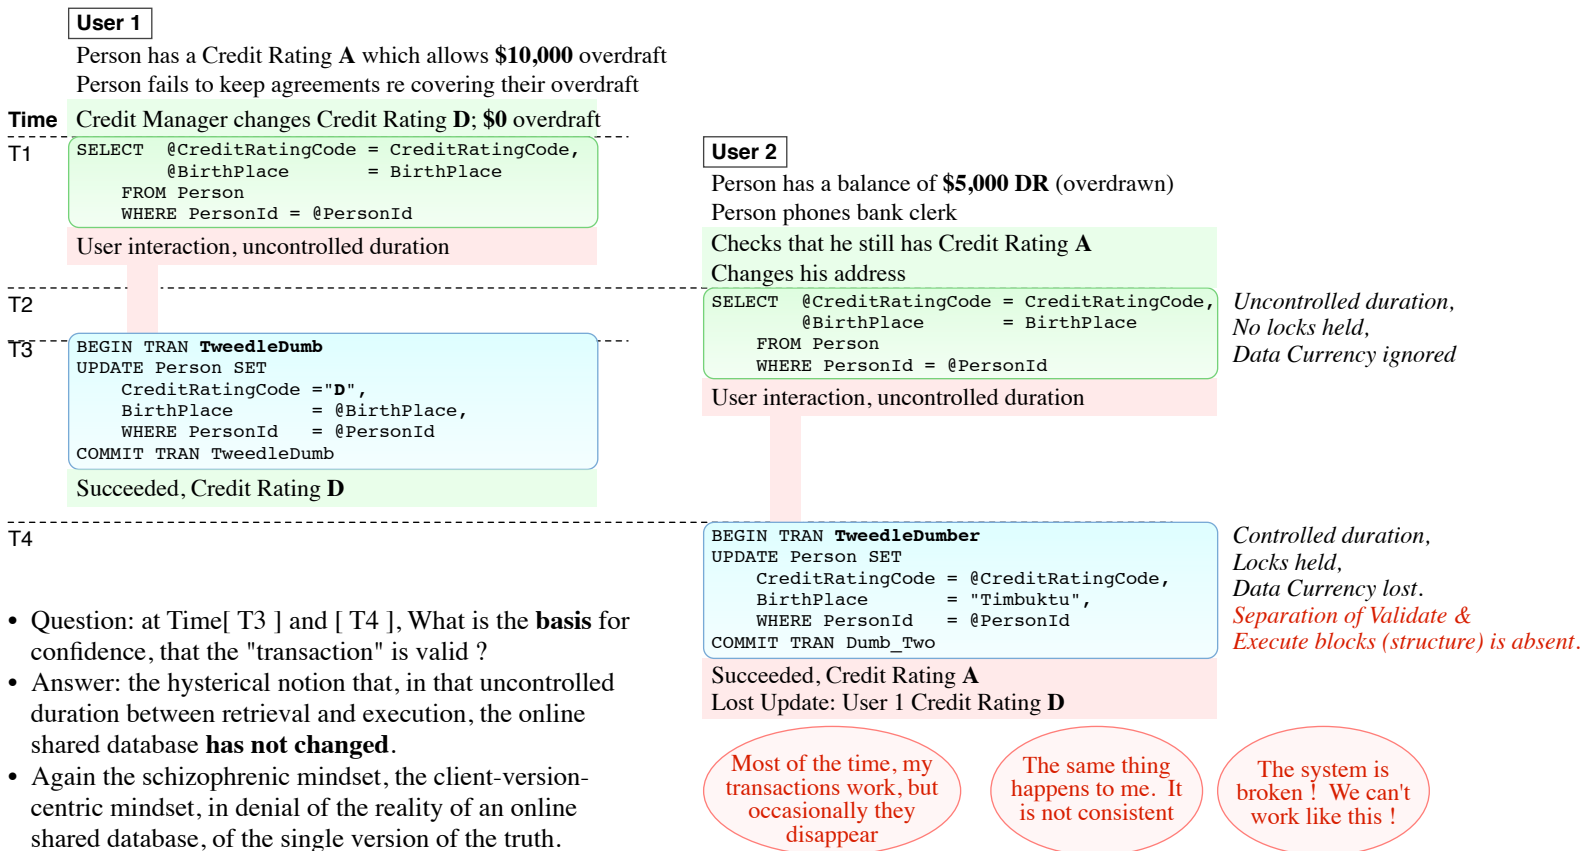 User 1
Person has a Credit Rating A which allows $10,000 overdraft
Person fails to keep agreements re covering their overdraft
Time
Credit Manager changes Credit Rating D; $0 overdraft
T1
SELECT @CreditRatingCode = CreditRatingCode,
@BirthPlace = BirthPlace
FROM Person
WHERE PersonId = @PersonId
User interaction, uncontrolled duration
User 2
Person has a balance of $5,000 DR (overdrawn)
Person phones bank clerk
Checks that he still has Credit Rating A
Changes his address
T2
SELECT @CreditRatingCode = CreditRatingCode,
@BirthPlace = BirthPlace
FROM Person
WHERE PersonId = @PersonId
User interaction, uncontrolled duration
Uncontrolled duration,
No locks held,
Data Currency ignored
T3
BEGIN TRAN TweedleDumb
UPDATE Person SET
CreditRatingCode ="D",
BirthPlace = @BirthPlace,
WHERE PersonId = @PersonId
COMMIT TRAN TweedleDumb
Succeeded, Credit Rating D
T4
BEGIN TRAN TweedleDumber
UPDATE Person SET
CreditRatingCode = @CreditRatingCode,
BirthPlace = "Timbuktu",
WHERE PersonId = @PersonId
COMMIT TRAN Dumb_Two
Succeeded, Credit Rating A
Lost Update: User 1 Credit Rating D
Controlled duration,
Locks held,
Data Currency lost.
Separation of Validate &
Execute blocks (structure) is absent.
• Question: at Time[ T3 ] and [ T4 ], What is the basis for
confidence, that the "transaction" is valid ?
• Answer: the hysterical notion that, in that uncontrolled
duration between retrieval and execution, the online
shared database has not changed.
• Again the schizophrenic mindset, the client-version-
centric mindset, in denial of the reality of an online
shared database, of the single version of the truth.
Most of the time, my
transactions work, but
occasionally they
disappear
The same thing
happens to me. It
is not consistent
The system is
broken ! We can't
work like this !